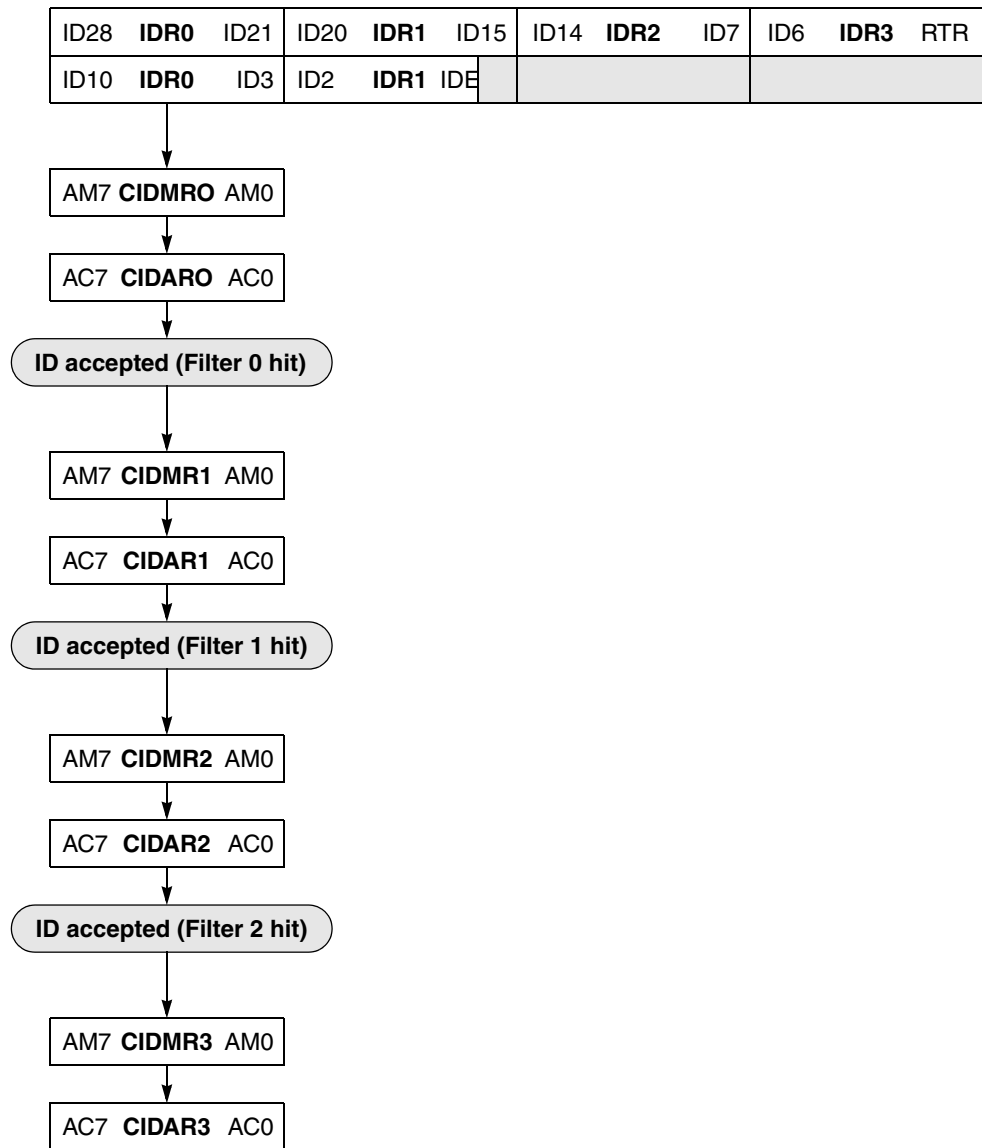 ID28 IDR0 ID21 ID20 IDR1 ID15 ID14 IDR2 ID7 ID6 IDR3 RTR
ID10 IDR0 ID3 ID2 IDR1 IDE
AM7 CIDMRO AM0
AC7 CIDARO AC0
ID accepted (Filter 0 hit)
AM7 CIDMR1 AM0
AC7 CIDAR1 AC0
ID accepted (Filter 1 hit)
AM7 CIDMR2 AM0
AC7 CIDAR2 AC0
ID accepted (Filter 2 hit)
AM7 CIDMR3 AM0
AC7 CIDAR3 AC0